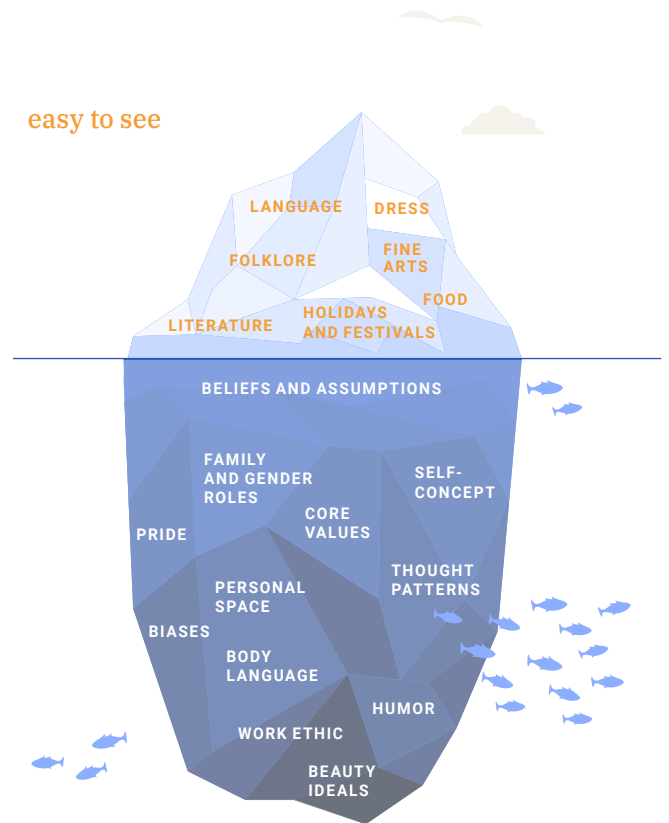 easy to see
LANGUAGE
DRESS
FOLKLORE
FINE
ARTS
FOOD
LITERATURE
HOLIDAYS
AND FESTIVALS
BELIEFS AND ASSUMPTIONS
FAMILY
AND GENDER
ROLES
SELF-
CONCEPT
CORE
VALUES
PRIDE
THOUGHT
PATTERNS
PERSONAL
SPACE
BIASES
BODY
LANGUAGE
HUMOR
WORK ETHIC
BEAUTY
IDEALS